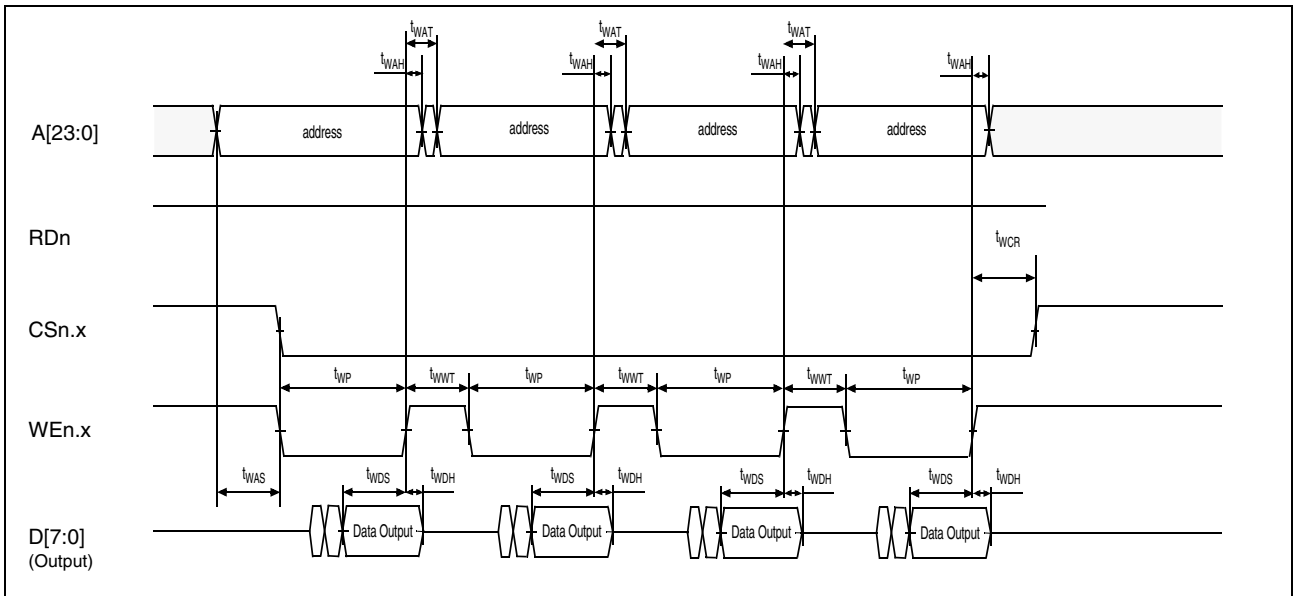 tWAT tWAT tWAT
tWAH tWAH tWAH tWAH
A[23:0] address address address address
RDn tWCR
CSn.x
tWP tWWT tWP tWWT tWP tWWT tWP
WEn.x
tWAS tWDS tWDH tWDS tWDH tWDS tWDH tWDS tWDH
D[7:0] Data Output Data Output Data Output Data Output
(Output)